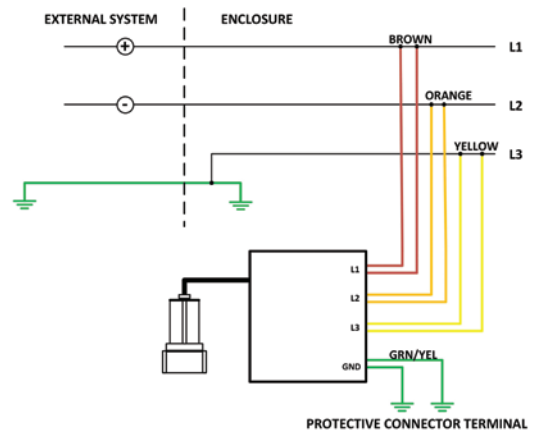 EXTERNAL SYSTEM
ENCLOSURE
BROWN
L1
+
-
ORANGE
L2
YELLOW
L3
L1
L2
L3
GRN/YEL
GND
PROTECTIVE CONNECTOR TERMINAL